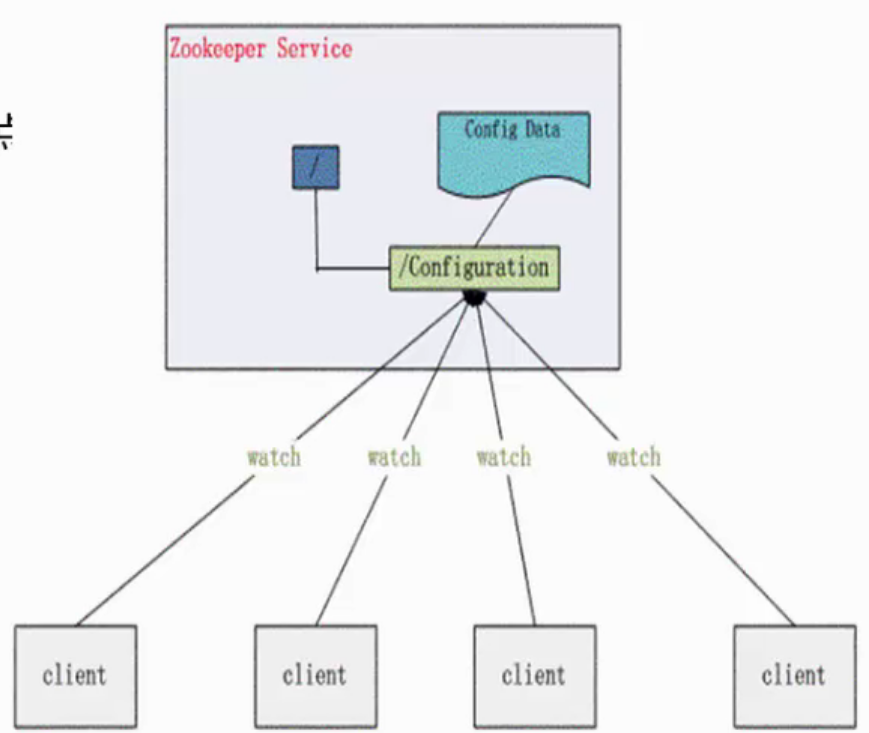 Zookeeper Service
Config Data
/
/Configuration
watch watch watch watch
client client client client